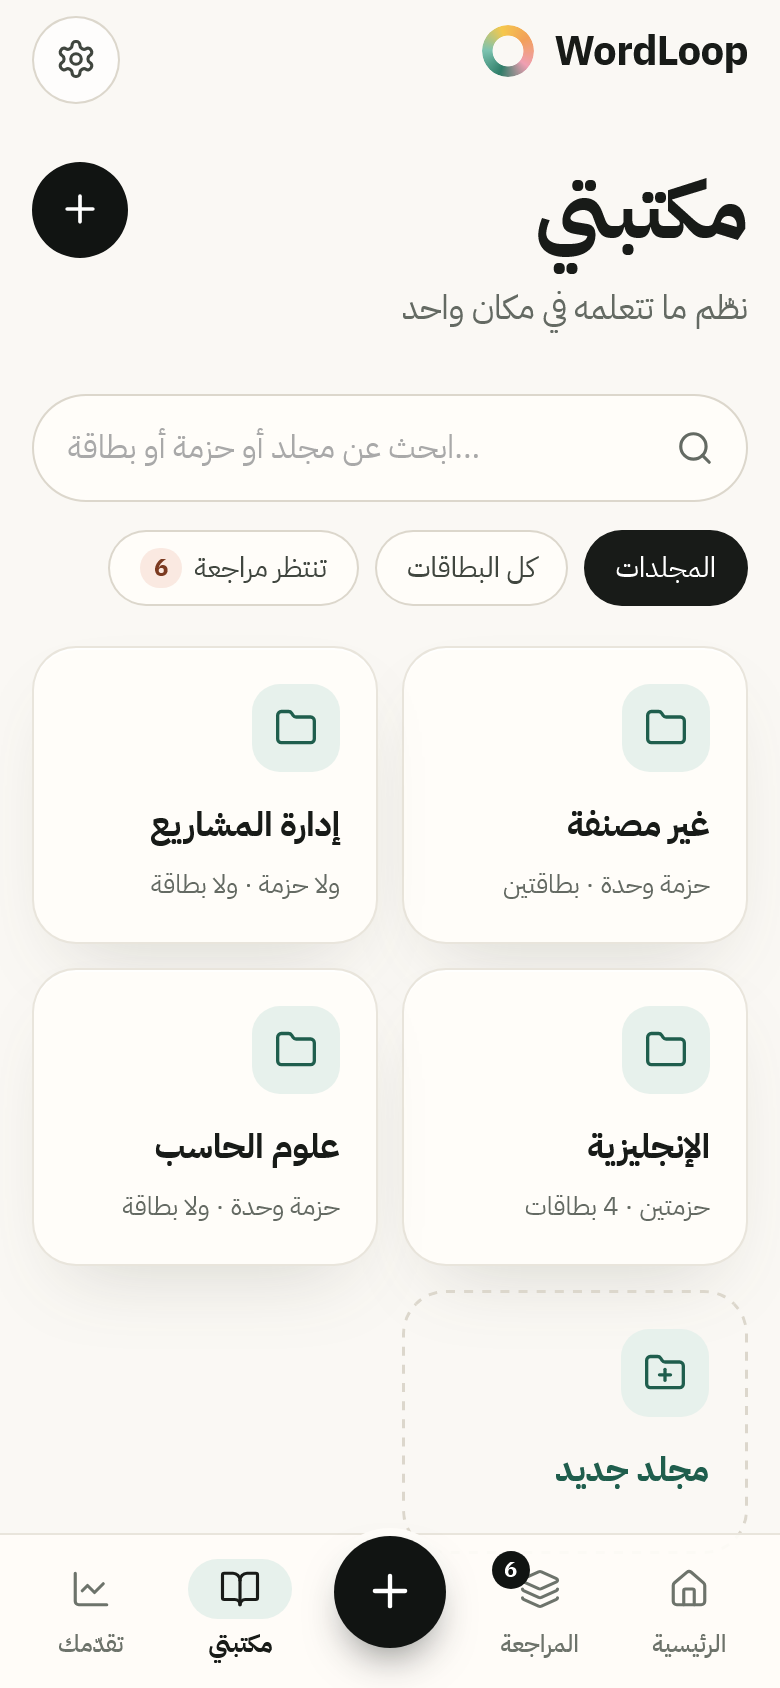 WordLoop
مكتبتي
نظّم ما تتعلمه في مكان واحد
ابحث عن مجلد أو حزمة أو بطاقة...
المجلدات
كل البطاقات
تنتظر مراجعة 6
غير مصنفة
حزمة وحدة · بطاقتين
إدارة المشاريع
ولا حزمة · ولا بطاقة
الإنجليزية
حزمتين · 4 بطاقات
علوم الحاسب
حزمة وحدة · ولا بطاقة
مجلد جديد
الرئيسية
6
المراجعة
مكتبتي
تقدّمك